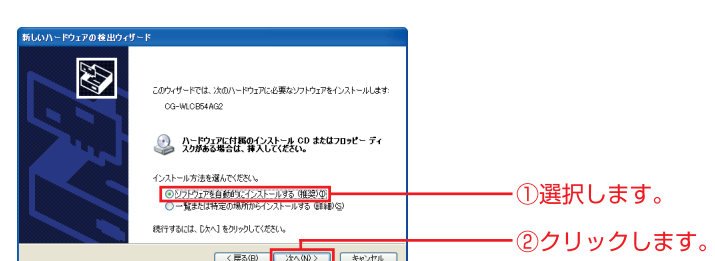 新しいハードウェアの検出ウィザード
このウィザードでは、次のハードウェアに必要なソフトウェアをインストールします:
CG-WLCB54AG2
ハードウェアに付属のインストール CD またはフロッピー ディ
スクがある場合は、挿入してください。
インストール方法を選んでください。
ソフトウェアを自動的にインストールする (推奨)(I)
①選択します。
一覧または特定の場所からインストールする (詳細)(S)
続行するには、[次へ] をクリックしてください。
②クリックします。
< 戻る(B)
次へ(N) >
キャンセル